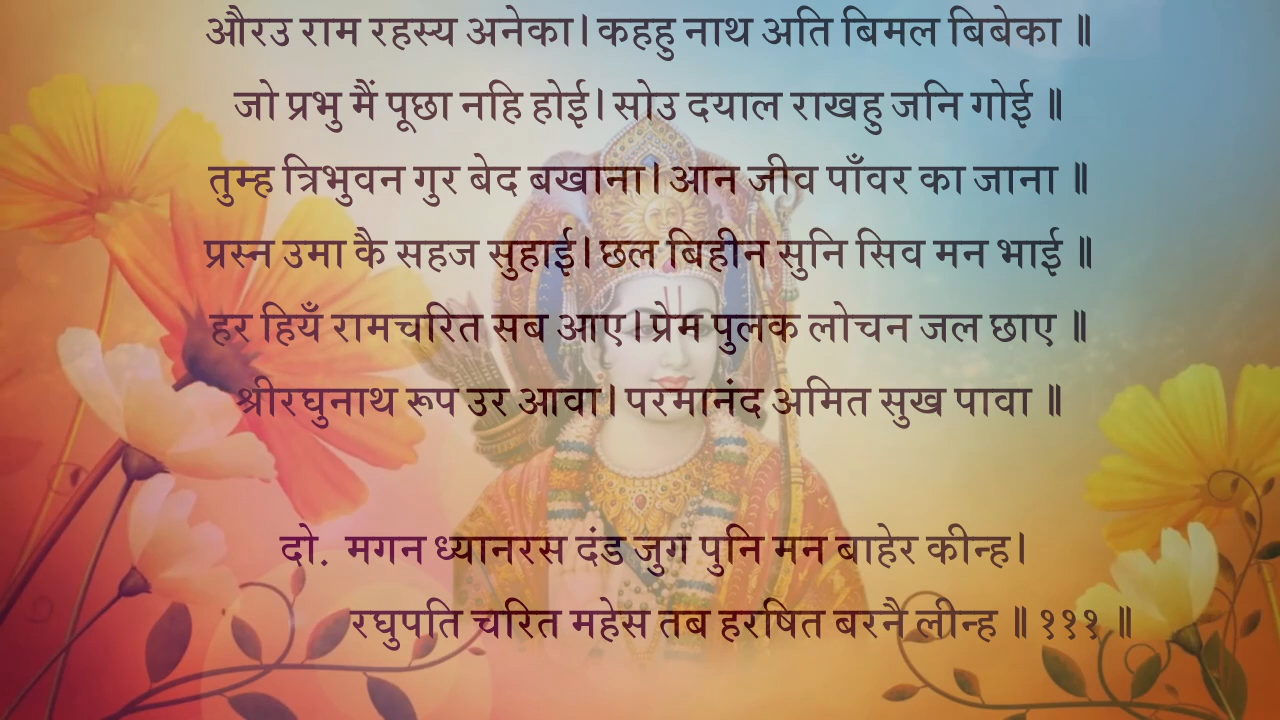 औरउ राम रहस्य अनेका। कहहु नाथ अति बिमल बिबेका ॥
जो प्रभु मैं पूछा नहि होई। सोउ दयाल राखहु जनि गोई ॥
तुम्ह त्रिभुवन गुर बेद बखाना। आन जीव पाँवर का जाना ॥
प्रस्न उमा कै सहज सुहाई। छल बिहीन सुनि सिव मन भाई ॥
हर हियँ रामचरित सब आए। प्रेम पुलक लोचन जल छाए ॥
श्रीरघुनाथ रूप उर आवा। परमानंद अमित सुख पावा ॥
दो. मगन ध्यानरस दंड जुग पुनि मन बाहेर कीन्ह।
रघुपति चरित महेस तब हरषित बरनै लीन्ह ॥ १११ ॥